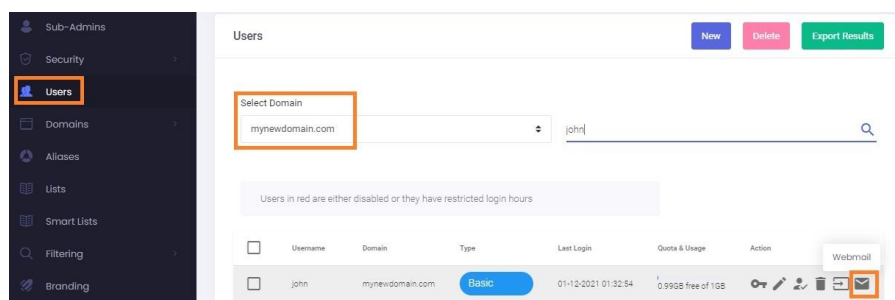 Sub-Admins
Security
Users
Domains
Aliases
Lists
Smart Lists
Filtering
Branding
Users
New
Delete
Export Results
Select Domain
mynewdomain.com
john
Users in red are either disabled or they have restricted login hours
Username Domain Type Last Login Quota & Usage Action
Webmail
john mynewdomain.com Basic 01-12-2021 01:32:54 0.99GB free of 1GB